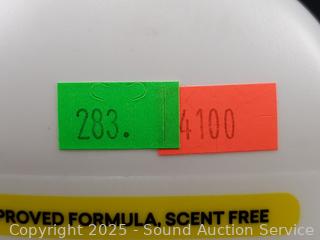 283. 4100
PROVED FORMULA, SCENT FREE
Copyright 2025 - Sound Auction Service